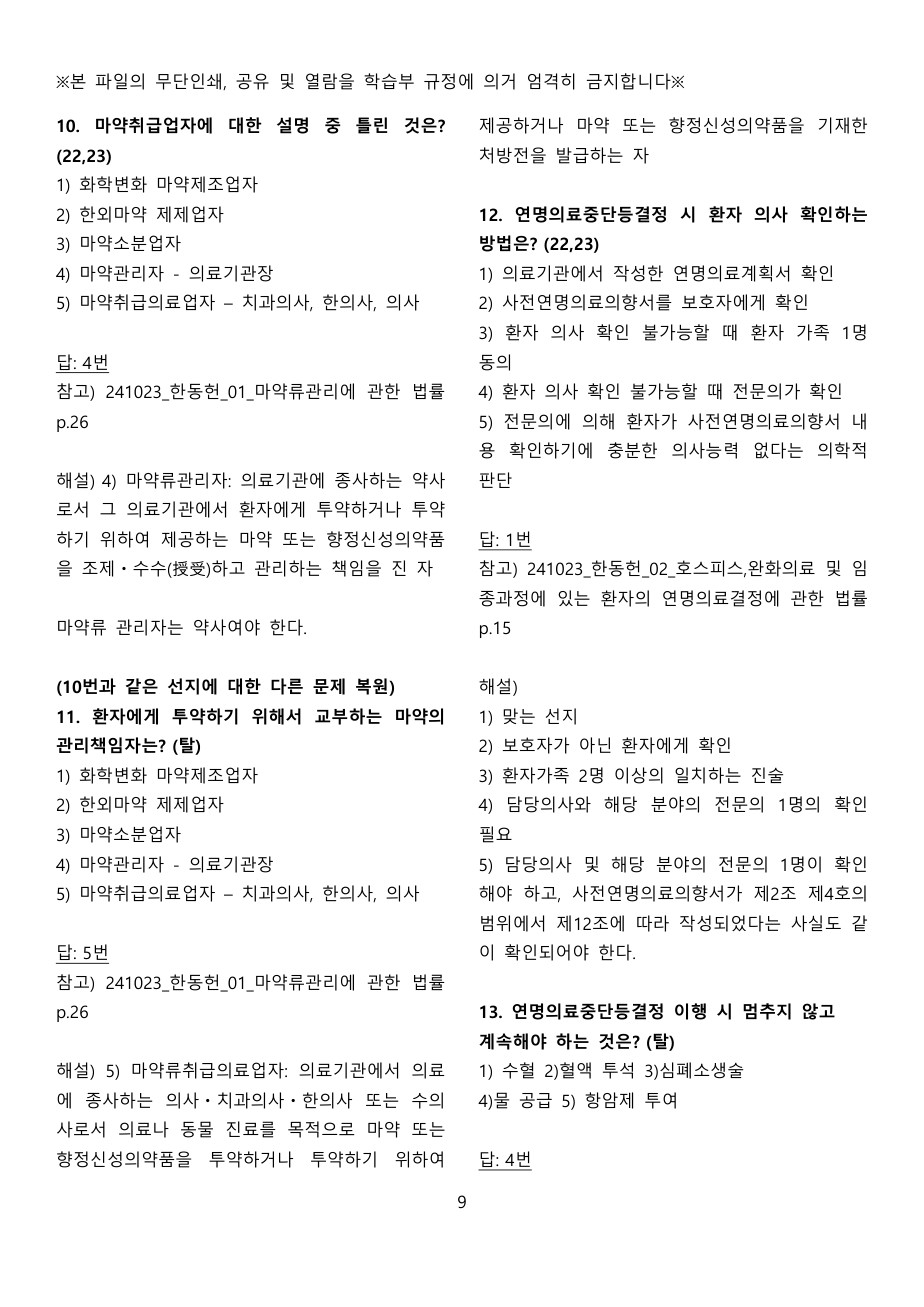 ※본 파일의 무단인쇄, 공유 및 열람을 학습부 규정에 의거 엄격히 금지합니다※
10. 마약취급업자에 대한 설명 중 틀린 것은?
(22,23)
1) 화학변화 마약제조업자
2) 한외마약 제제업자
3) 마약소분업자
4) 마약관리자 - 의료기관장
5) 마약취급의료업자 – 치과의사, 한의사, 의사
답: 4번
참고) 241023_한동헌_01_마약류관리에 관한 법률
p.26
해설) 4) 마약류관리자: 의료기관에 종사하는 약사
로서 그 의료기관에서 환자에게 투약하거나 투약
하기 위하여 제공하는 마약 또는 향정신성의약품
을 조제・수수(授受)하고 관리하는 책임을 진 자
마약류 관리자는 약사여야 한다.
(10번과 같은 선지에 대한 다른 문제 복원)
11. 환자에게 투약하기 위해서 교부하는 마약의
관리책임자는? (탈)
1) 화학변화 마약제조업자
2) 한외마약 제제업자
3) 마약소분업자
4) 마약관리자 - 의료기관장
5) 마약취급의료업자 – 치과의사, 한의사, 의사
답: 5번
참고) 241023_한동헌_01_마약류관리에 관한 법률
p.26
해설) 5) 마약류취급의료업자: 의료기관에서 의료
에 종사하는 의사・치과의사・한의사 또는 수의
사로서 의료나 동물 진료를 목적으로 마약 또는
향정신성의약품을 투약하거나 투약하기 위하여
제공하거나 마약 또는 향정신성의약품을 기재한
처방전을 발급하는 자
12. 연명의료중단등결정 시 환자 의사 확인하는
방법은? (22,23)
1) 의료기관에서 작성한 연명의료계획서 확인
2) 사전연명의료의향서를 보호자에게 확인
3) 환자 의사 확인 불가능할 때 환자 가족 1명
동의
4) 환자 의사 확인 불가능할 때 전문의가 확인
5) 전문의에 의해 환자가 사전연명의료의향서 내
용 확인하기에 충분한 의사능력 없다는 의학적
판단
답: 1번
참고) 241023_한동헌_02_호스피스,완화의료 및 임
종과정에 있는 환자의 연명의료결정에 관한 법률
p.15
해설)
1) 맞는 선지
2) 보호자가 아닌 환자에게 확인
3) 환자가족 2명 이상의 일치하는 진술
4) 담당의사와 해당 분야의 전문의 1명의 확인
필요
5) 담당의사 및 해당 분야의 전문의 1명이 확인
해야 하고, 사전연명의료의향서가 제2조 제4호의
범위에서 제12조에 따라 작성되었다는 사실도 같
이 확인되어야 한다.
13. 연명의료중단등결정 이행 시 멈추지 않고
계속해야 하는 것은? (탈)
1) 수혈 2)혈액 투석 3)심폐소생술
4)물 공급 5) 항암제 투여
답: 4번
9